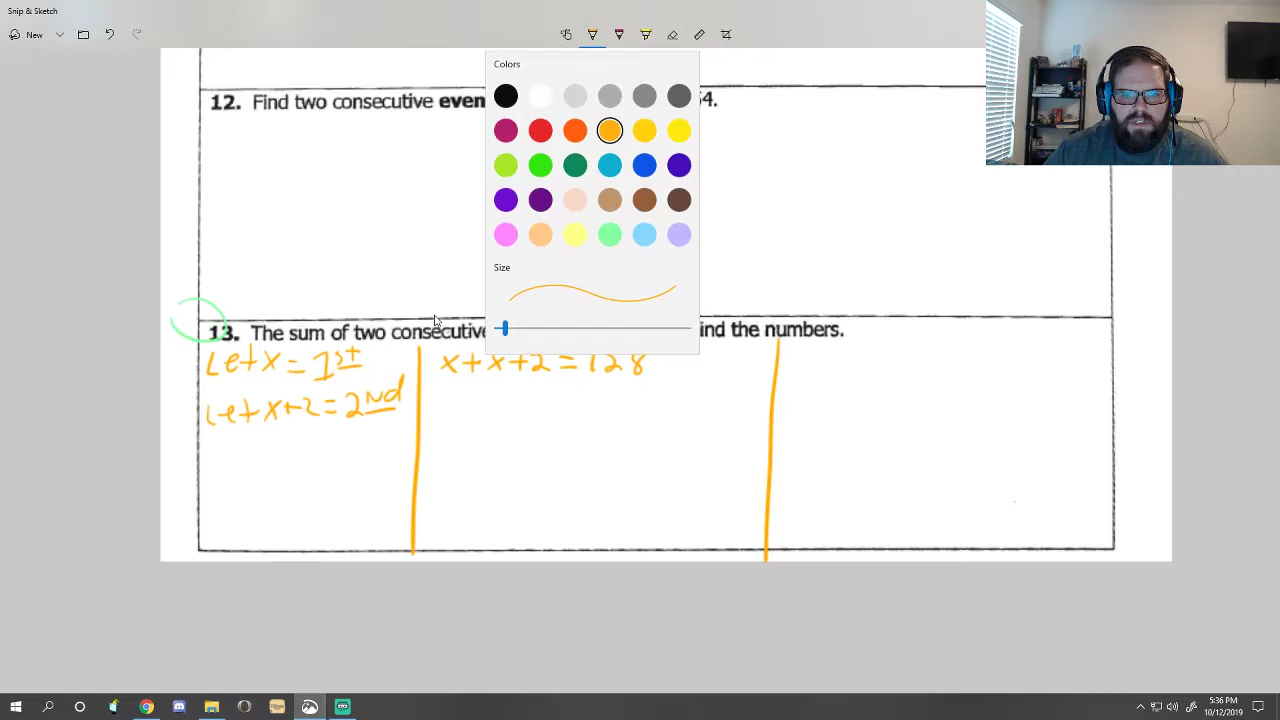 Snip & Sketch
New
Colors
12. Find two consecutive even
54.
Size
13. The sum of two consecutive
ind the numbers.
Let x = 1st
x + x + 2 = 128
Let x+2 = 2nd
5:36 PM
10/12/2019